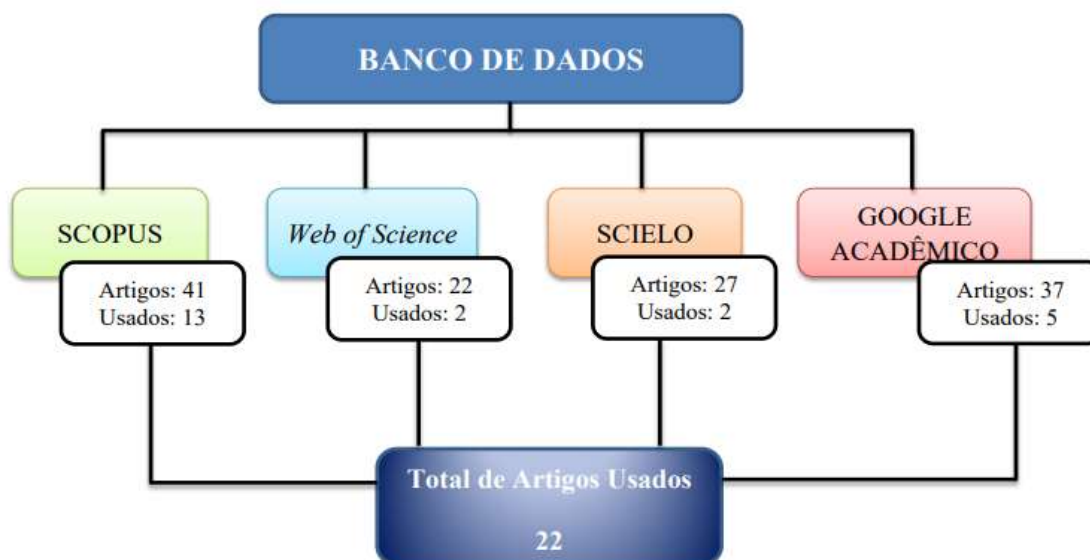 BANCO DE DADOS
SCOPUS
Artigos: 41
Usados: 13
Web of Science
Artigos: 22
Usados: 2
SCIELO
Artigos: 27
Usados: 2
GOOGLE
ACADÊMICO
Artigos: 37
Usados: 5
Total de Artigos Usados
22